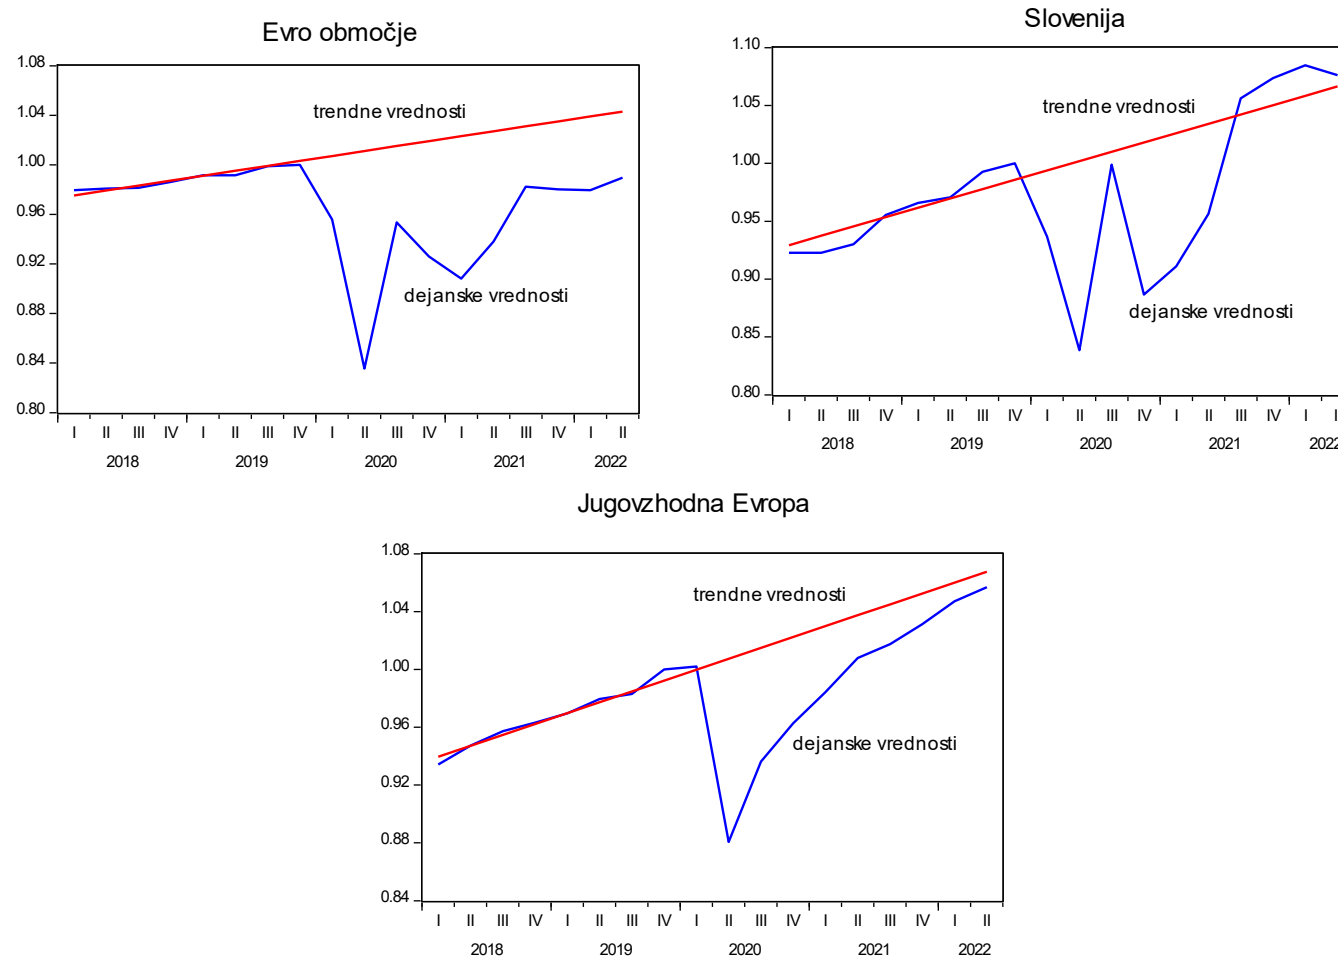 Evro območje
1.08
1.04
1.00
0.96
0.92
0.88
0.84
0.80
trendne vrednosti
dejanske vrednosti
I II III IV I II III IV I II III IV I II III IV I II
2018 2019 2020 2021 2022
Slovenija
1.10
1.05
1.00
0.95
0.90
0.85
0.80
trendne vrednosti
dejanske vrednosti
I II III IV I II III IV I II III IV I II III IV I I
2018 2019 2020 2021 2022
Jugovzhodna Evropa
1.08
1.04
1.00
0.96
0.92
0.88
0.84
trendne vrednosti
dejanske vrednosti
I II III IV I II III IV I II III IV I II III IV I II
2018 2019 2020 2021 2022